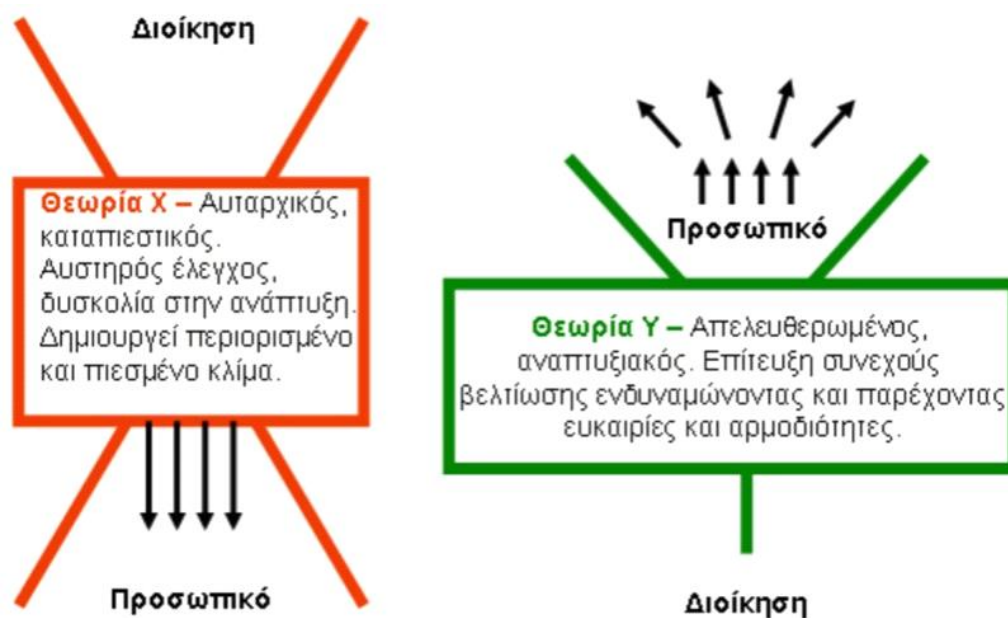 Διοίκηση
Θεωρία Χ – Αυταρχικός,
καταπιεστικός.
Αυστηρός έλεγχος,
δυσκολία στην ανάπτυξη.
Δημιουργεί περιορισμένο
και πιεσμένο κλίμα.
Προσωπικό
Προσωπικό
Θεωρία Υ – Απελευθερωμένος,
αναπτυξιακός. Επίτευξη συνεχούς
βελτίωσης ενδυναμώνοντας και παρέχοντας
ευκαιρίες και αρμοδιότητες.
Διοίκηση